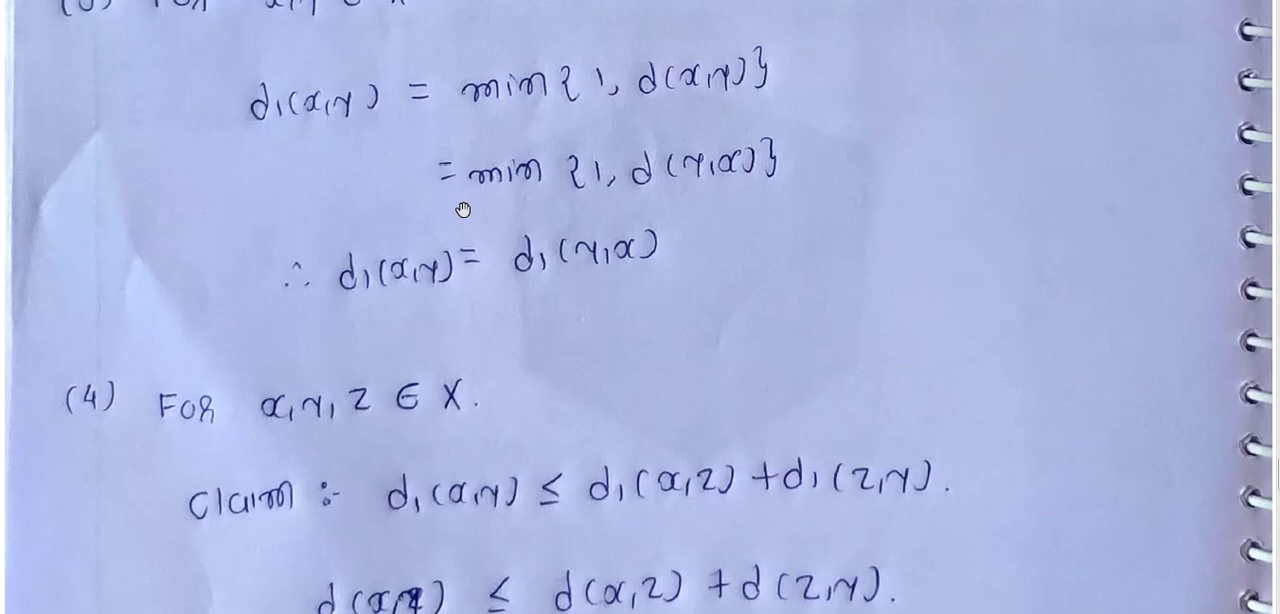 d₁(x,y) = min{1, d(x,y)}
= min {1, d(y,x)}
∴ d₁(x,y) = d₁(y,x)
(4) For x,y,z ∈ X.
Claim :- d₁(x,y) ≤ d₁(x,z) + d₁(z,y).
d(x,y) ≤ d(x,z) + d(z,y).